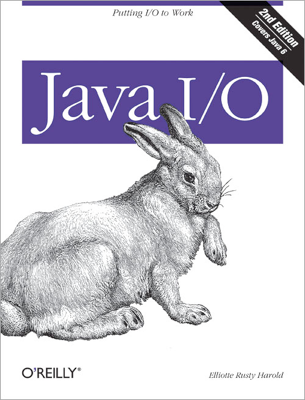 Putting I/O to Work
2nd Edition
Covers Java 6
Java I/O
O'REILLY®
Elliotte Rusty Harold